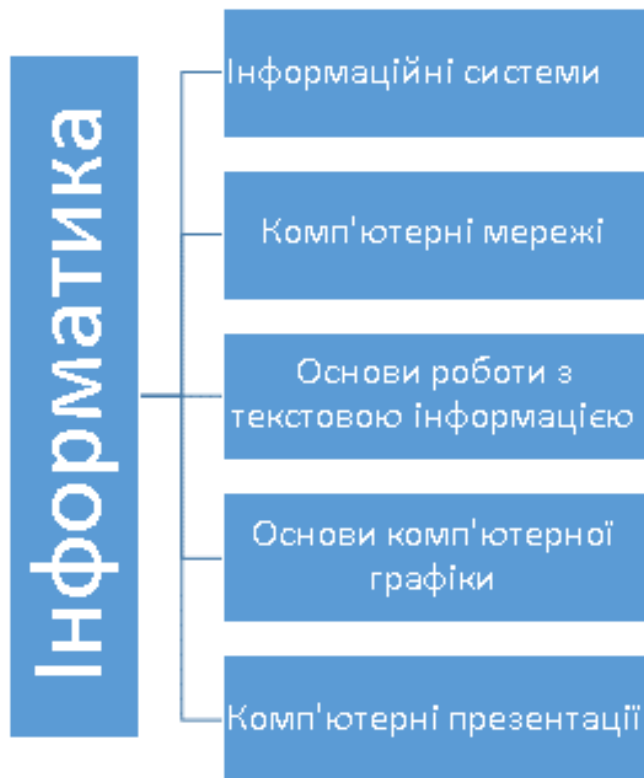 Інформатика
Інформаційні системи
Комп'ютерні мережі
Основи роботи з
текстовою інформацією
Основи комп'ютерної
графіки
Комп'ютерні презентації